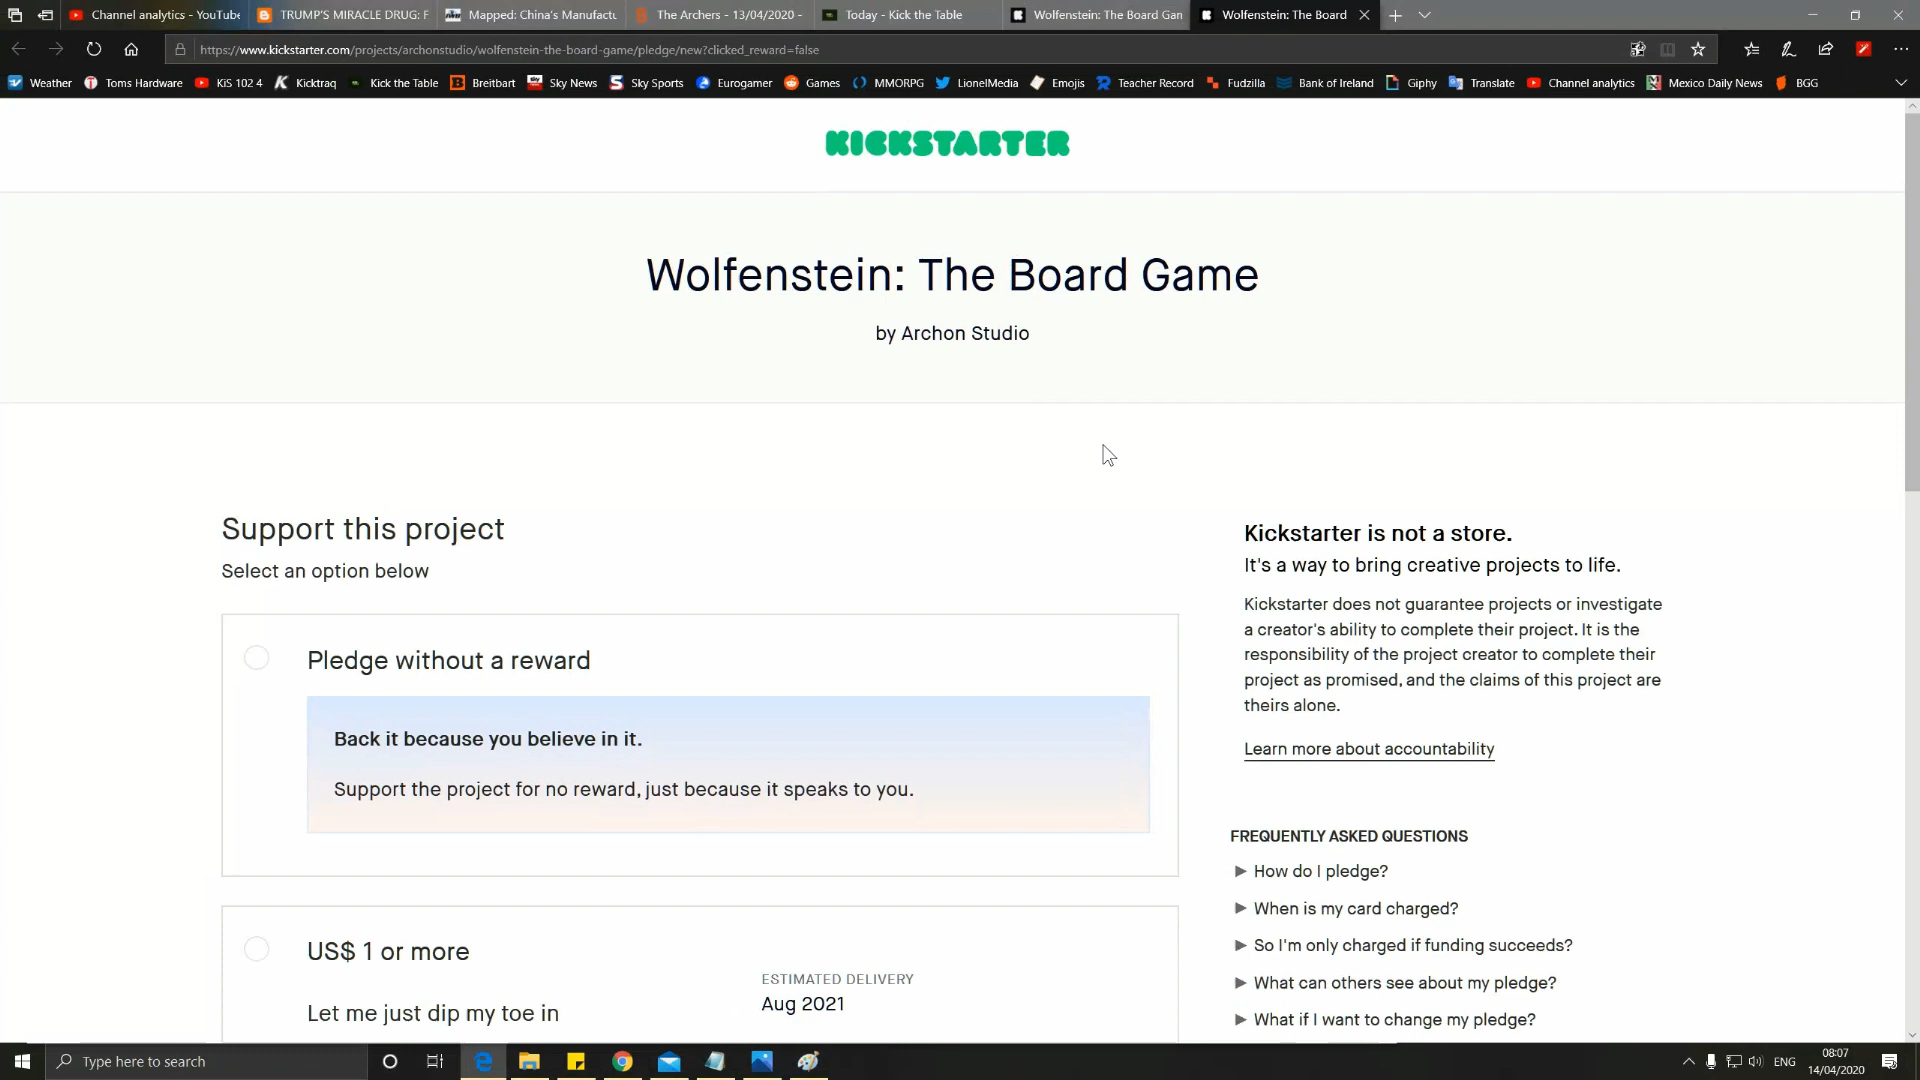 Channel analytics - YouTube
TRUMP'S MIRACLE DRUG: F
Mapped: China's Manufactu
The Archers - 13/04/2020 -
Today - Kick the Table
Wolfenstein: The Board Gan
Wolfenstein: The Board
https://www.kickstarter.com/projects/archonstudio/wolfenstein-the-board-game/pledge/new?clicked_reward=false
Weather
Toms Hardware
KiS 102 4
Kicktraq
Kick the Table
Breitbart
Sky News
Sky Sports
Eurogamer
Games
MMORPG
LionelMedia
Emojis
Teacher Record
Fudzilla
Bank of Ireland
Giphy
Translate
Channel analytics
Mexico Daily News
BGG
KICKSTARTER
Wolfenstein: The Board Game
by Archon Studio
Support this project
Select an option below
Pledge without a reward
Back it because you believe in it.
Support the project for no reward, just because it speaks to you.
US$ 1 or more
Let me just dip my toe in
ESTIMATED DELIVERY
Aug 2021
Kickstarter is not a store.
It's a way to bring creative projects to life.
Kickstarter does not guarantee projects or investigate
a creator's ability to complete their project. It is the
responsibility of the project creator to complete their
project as promised, and the claims of this project are
theirs alone.
Learn more about accountability
FREQUENTLY ASKED QUESTIONS
How do I pledge?
When is my card charged?
So I'm only charged if funding succeeds?
What can others see about my pledge?
What if I want to change my pledge?
Type here to search
ENG
08:07
14/04/2020